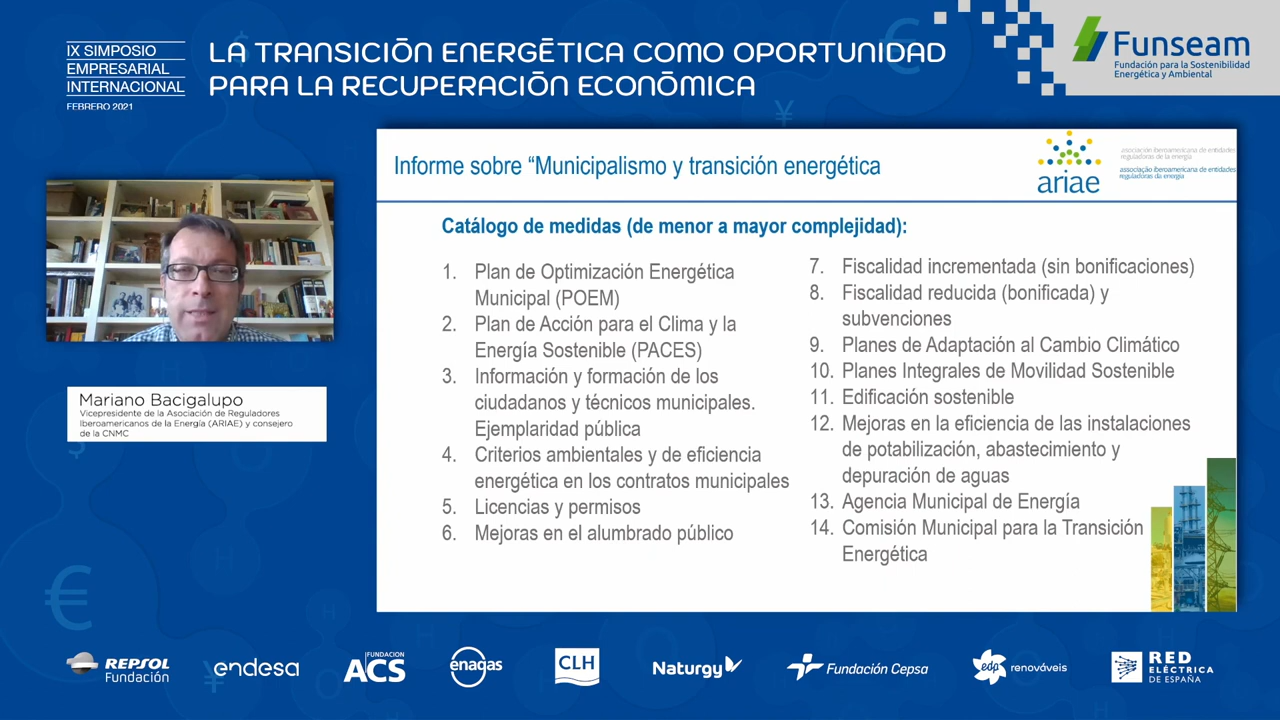 IX SIMPOSIO
EMPRESARIAL
INTERNACIONAL
FEBRERO 2021
LA TRANSICIÓN ENERGÉTICA COMO OPORTUNIDAD
PARA LA RECUPERACIÓN ECONÓMICA
Funseam
Fundación para la Sostenibilidad
Energética y Ambiental
Informe sobre “Municipalismo y transición energética
ariae
asociación iberoamericana de entidades
reguladoras de la energía
associação iberoamericana de entidades
reguladoras da energia
Catálogo de medidas (de menor a mayor complejidad):
1. Plan de Optimización Energética
Municipal (POEM)
2. Plan de Acción para el Clima y la
Energía Sostenible (PACES)
3. Información y formación de los
ciudadanos y técnicos municipales.
Ejemplaridad pública
4. Criterios ambientales y de eficiencia
energética en los contratos municipales
5. Licencias y permisos
6. Mejoras en el alumbrado público
7. Fiscalidad incrementada (sin bonificaciones)
8. Fiscalidad reducida (bonificada) y
subvenciones
9. Planes de Adaptación al Cambio Climático
10. Planes Integrales de Movilidad Sostenible
11. Edificación sostenible
12. Mejoras en la eficiencia de las instalaciones
de potabilización, abastecimiento y
depuración de aguas
13. Agencia Municipal de Energía
14. Comisión Municipal para la Transición
Energética
Mariano Bacigalupo
Vicepresidente de la Asociación de Reguladores
Iberoamericanos de la Energía (ARIAE) y consejero
de la CNMC
REPSOL
Fundación
endesa
FUNDACION
ACS
enagas
CLH
Naturgy
Fundación Cepsa
edp
renováveis
RED
ELÉCTRICA
DE ESPAÑA